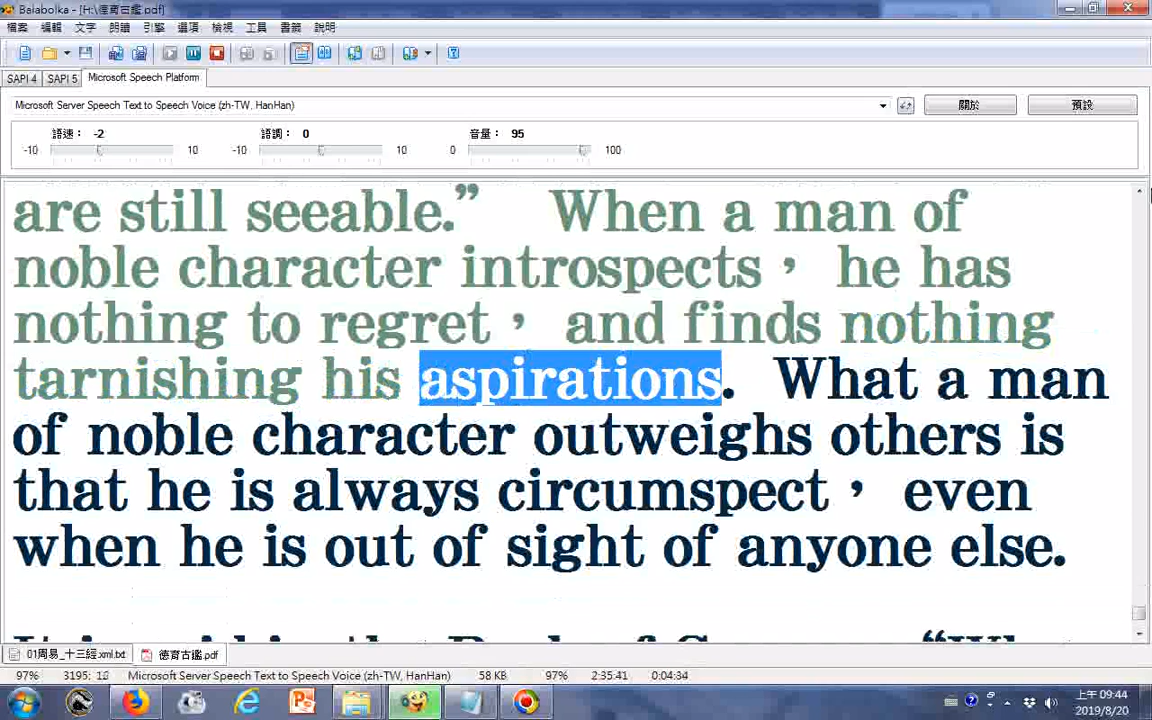 Balabolka - [H:\德育古鑑.pdf]
檔案 編輯 文字 朗讀 引擎 選項 檢視 工具 書籤 說明
SAPI 4 SAPI 5 Microsoft Speech Platform
Microsoft Server Speech Text to Speech Voice (zh-TW, HanHan) 關於 預設
語速： -2 語調： 0 音量： 95
-10 10 -10 10 0 100
are still seeable.” When a man of
noble character introspects， he has
nothing to regret， and finds nothing
tarnishing his aspirations. What a man
of noble character outweighs others is
that he is always circumspect， even
when he is out of sight of anyone else.
01周易_十三經.xml.txt 德育古鑑.pdf
97% 3195: 12 Microsoft Server Speech Text to Speech Voice (zh-TW, HanHan) 58 KB 97% 2:35:41 0:04:34
上午 09:44
2019/8/20